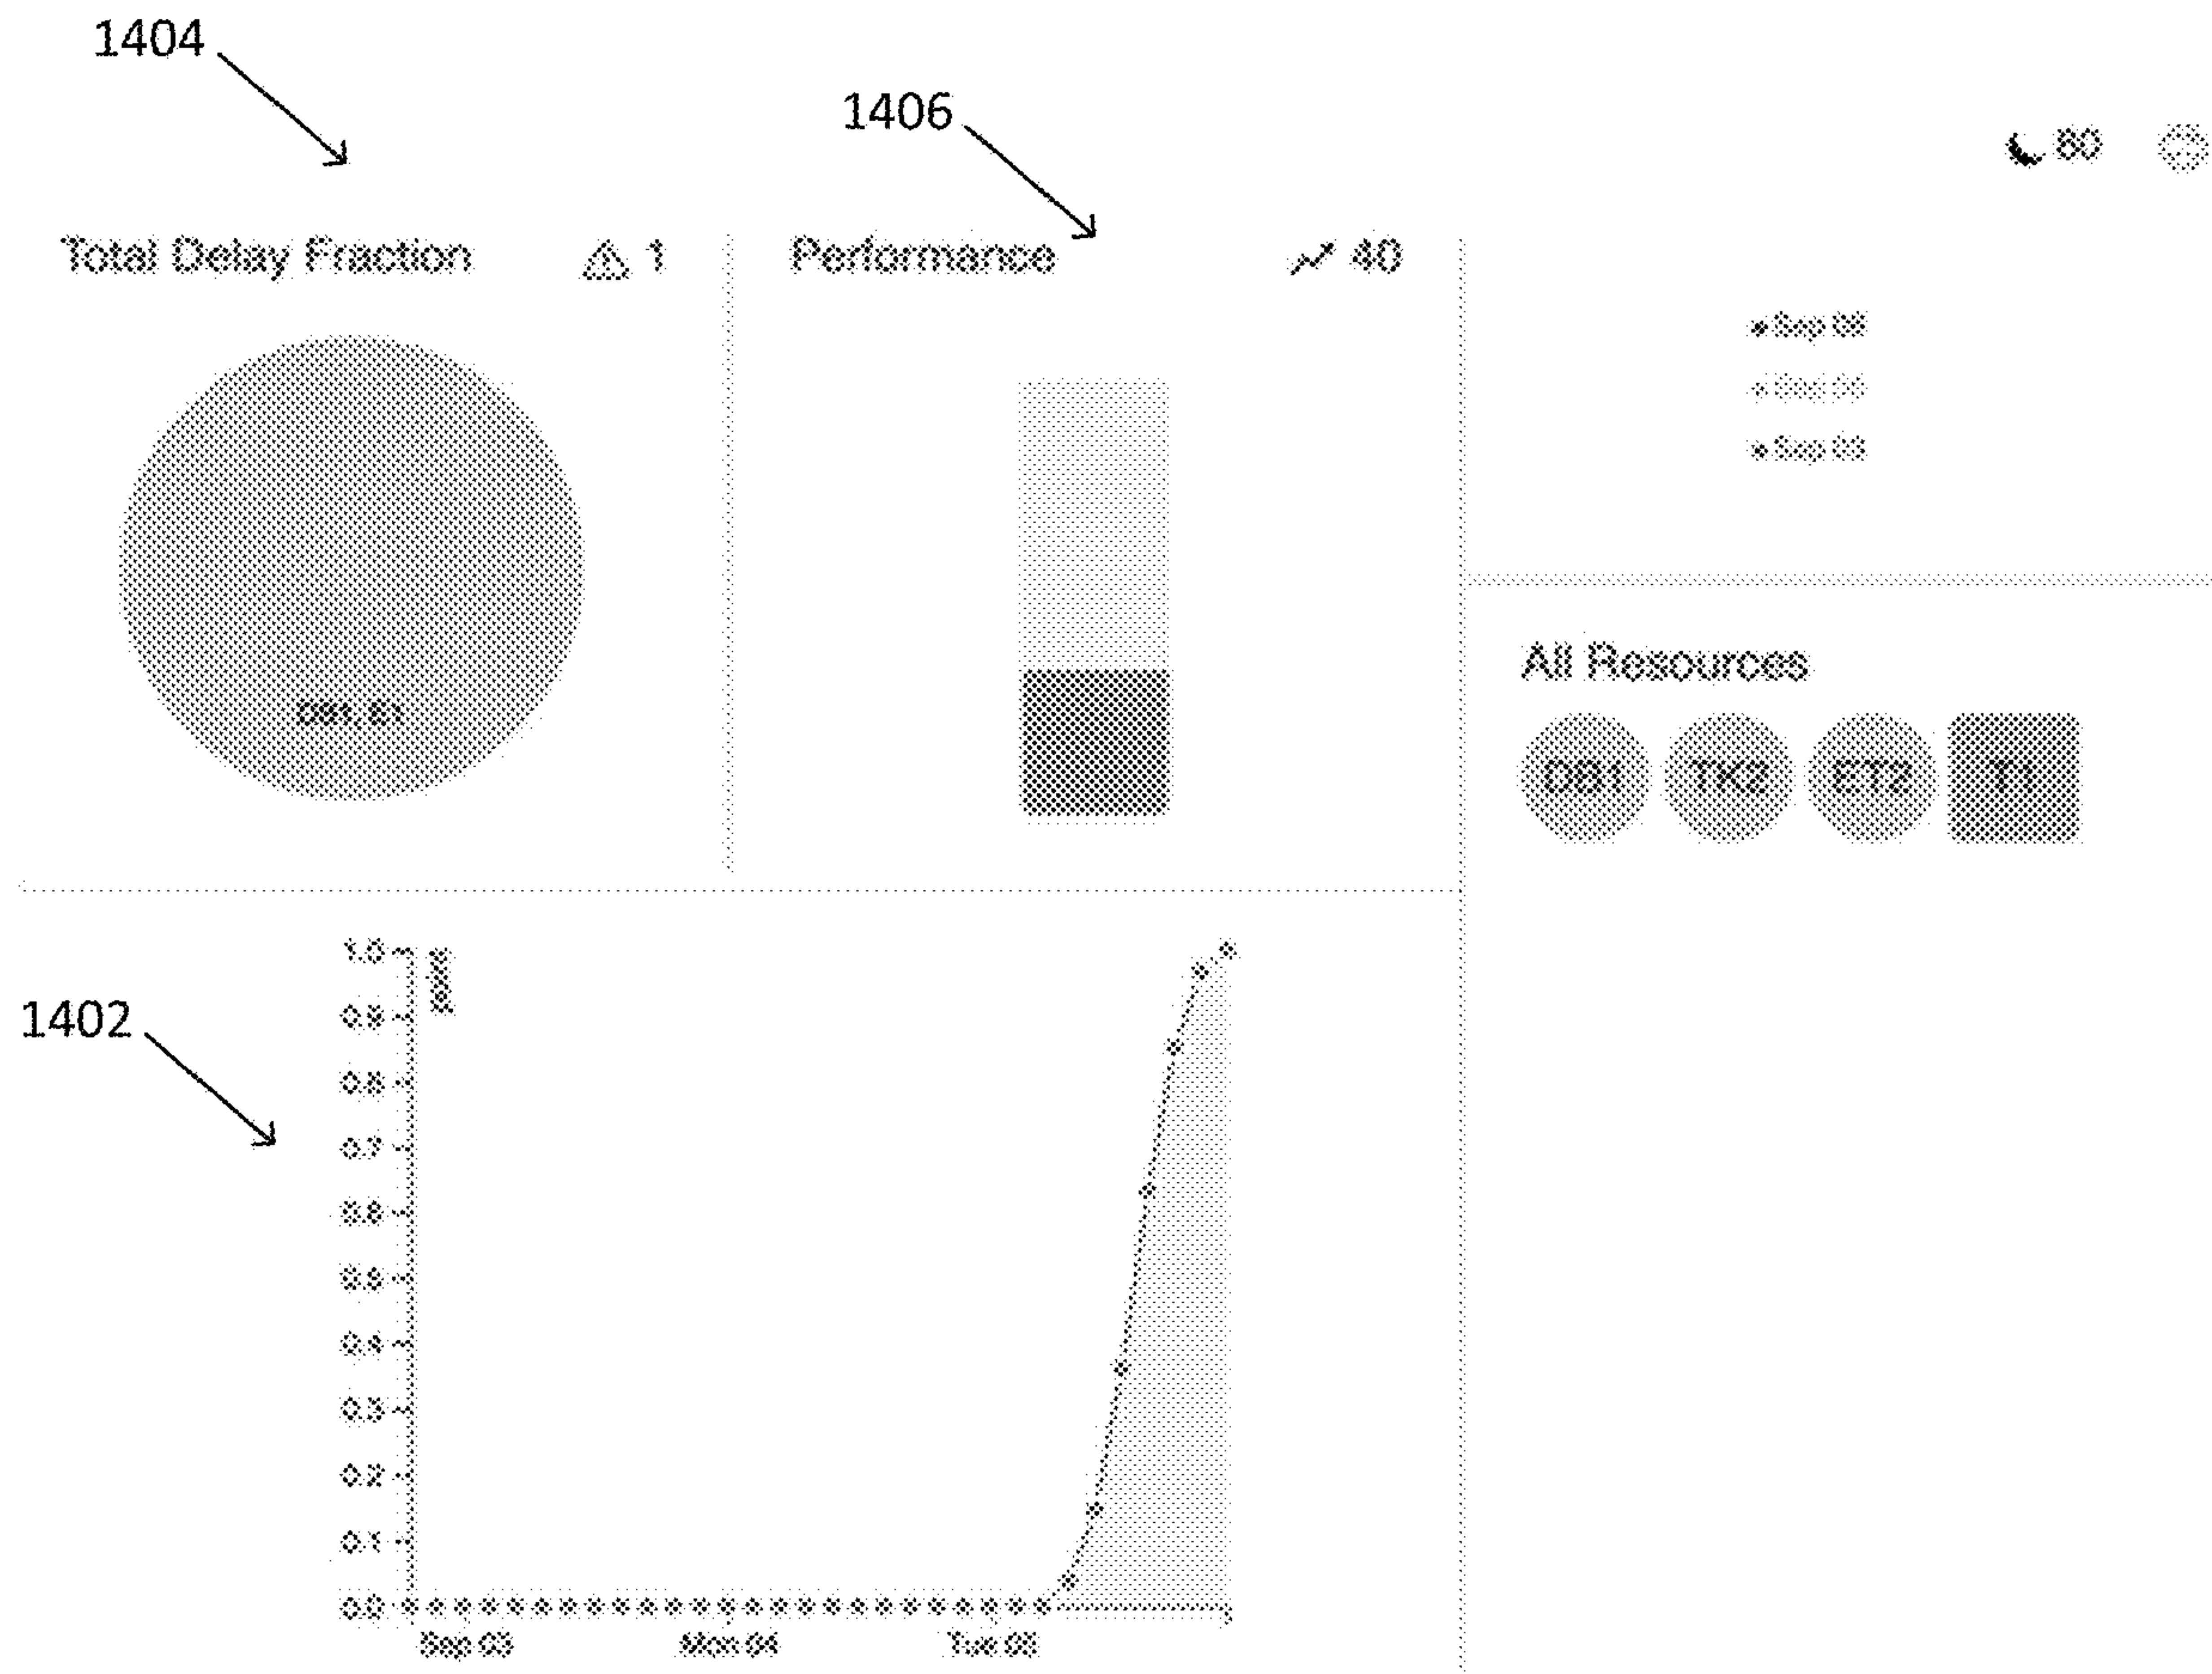 1404
1406
80
Total Delay Fraction 1
Performance 40
Sep 03
All Resources
DB1 TK2 ET2 T1
1402
1.0
0.9
0.8
0.7
0.6
0.5
0.4
0.3
0.2
0.1
0.0
Sep 03 Mon 04 Tue 05